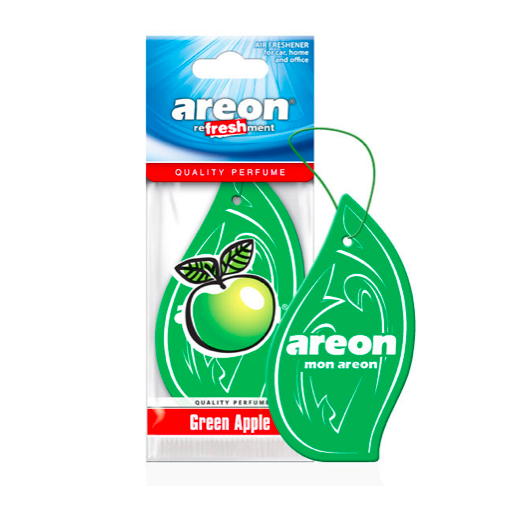 AIR FRESHENER
for car, home
and office
areon®
refreshment
QUALITY PERFUME
®
QUALITY PERFUME
Green Apple
areon
mon areon